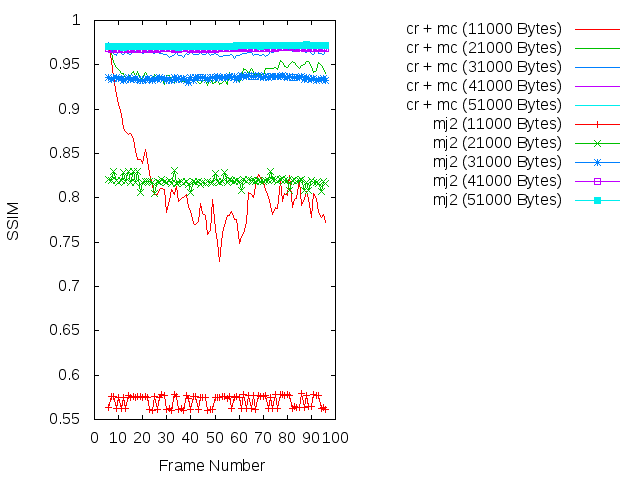 1
0.95
0.9
0.85
0.8
0.75
0.7
0.65
0.6
0.55
0 10 20 30 40 50 60 70 80 90 100
SSIM
Frame Number
cr + mc (11000 Bytes)
cr + mc (21000 Bytes)
cr + mc (31000 Bytes)
cr + mc (41000 Bytes)
cr + mc (51000 Bytes)
mj2 (11000 Bytes)
mj2 (21000 Bytes)
mj2 (31000 Bytes)
mj2 (41000 Bytes)
mj2 (51000 Bytes)